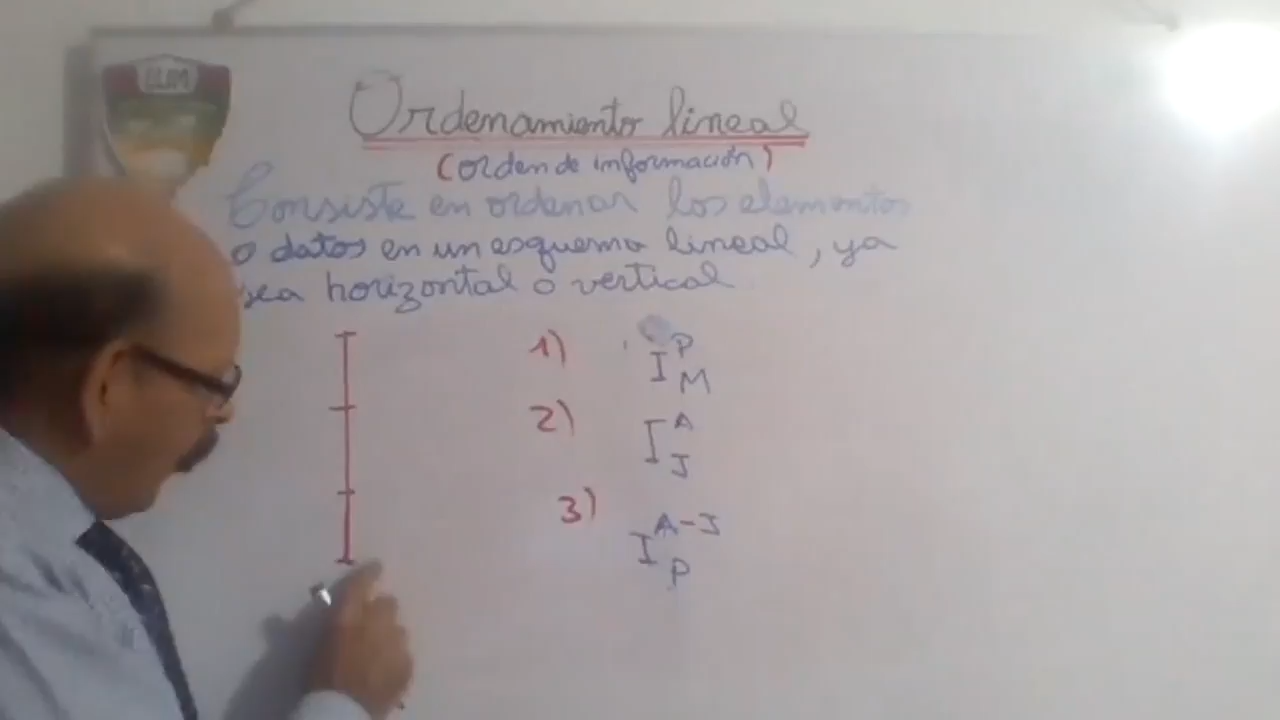 Ordenamiento lineal
(orden de información)
Consiste en ordenar los elementos
o datos en un esquema lineal, ya
sea horizontal o vertical
1) I P M
2) I A J
3) I A-J P